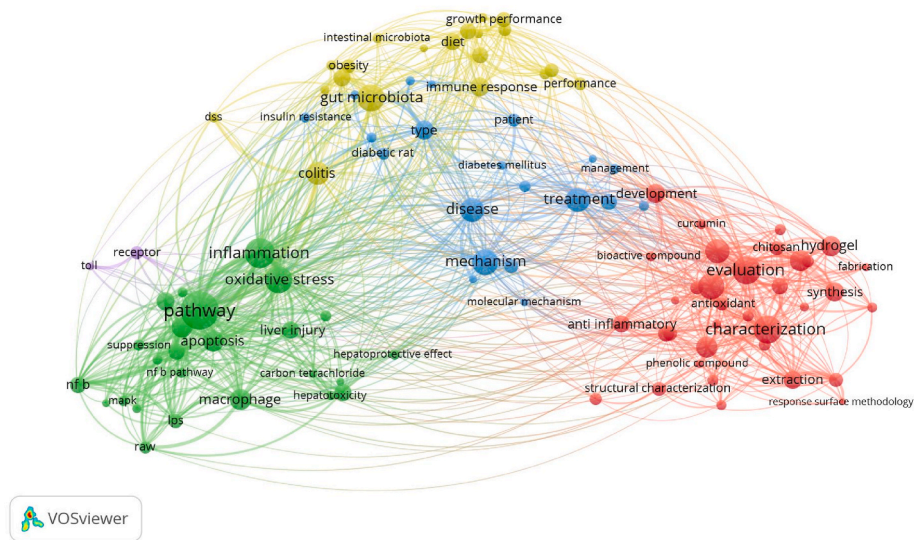 growth performance
intestinal microbiota
diet
obesity
immune response
performance
gut microbiota
dss
insulin resistance
type
patient
diabetic rat
diabetes mellitus
management
colitis
treatment
development
disease
curcumin
receptor
inflammation
chitosan
hydrogel
toll
mechanism
bioactive compound
evaluation
fabrication
oxidative stress
synthesis
molecular mechanism
antioxidant
pathway
anti inflammatory
characterization
liver injury
suppression
apoptosis
hepatoprotective effect
phenolic compound
nf b
nf b pathway
carbon tetrachloride
extraction
structural characterization
mapk
macrophage
hepatotoxicity
response surface methodology
lps
raw
VOSviewer